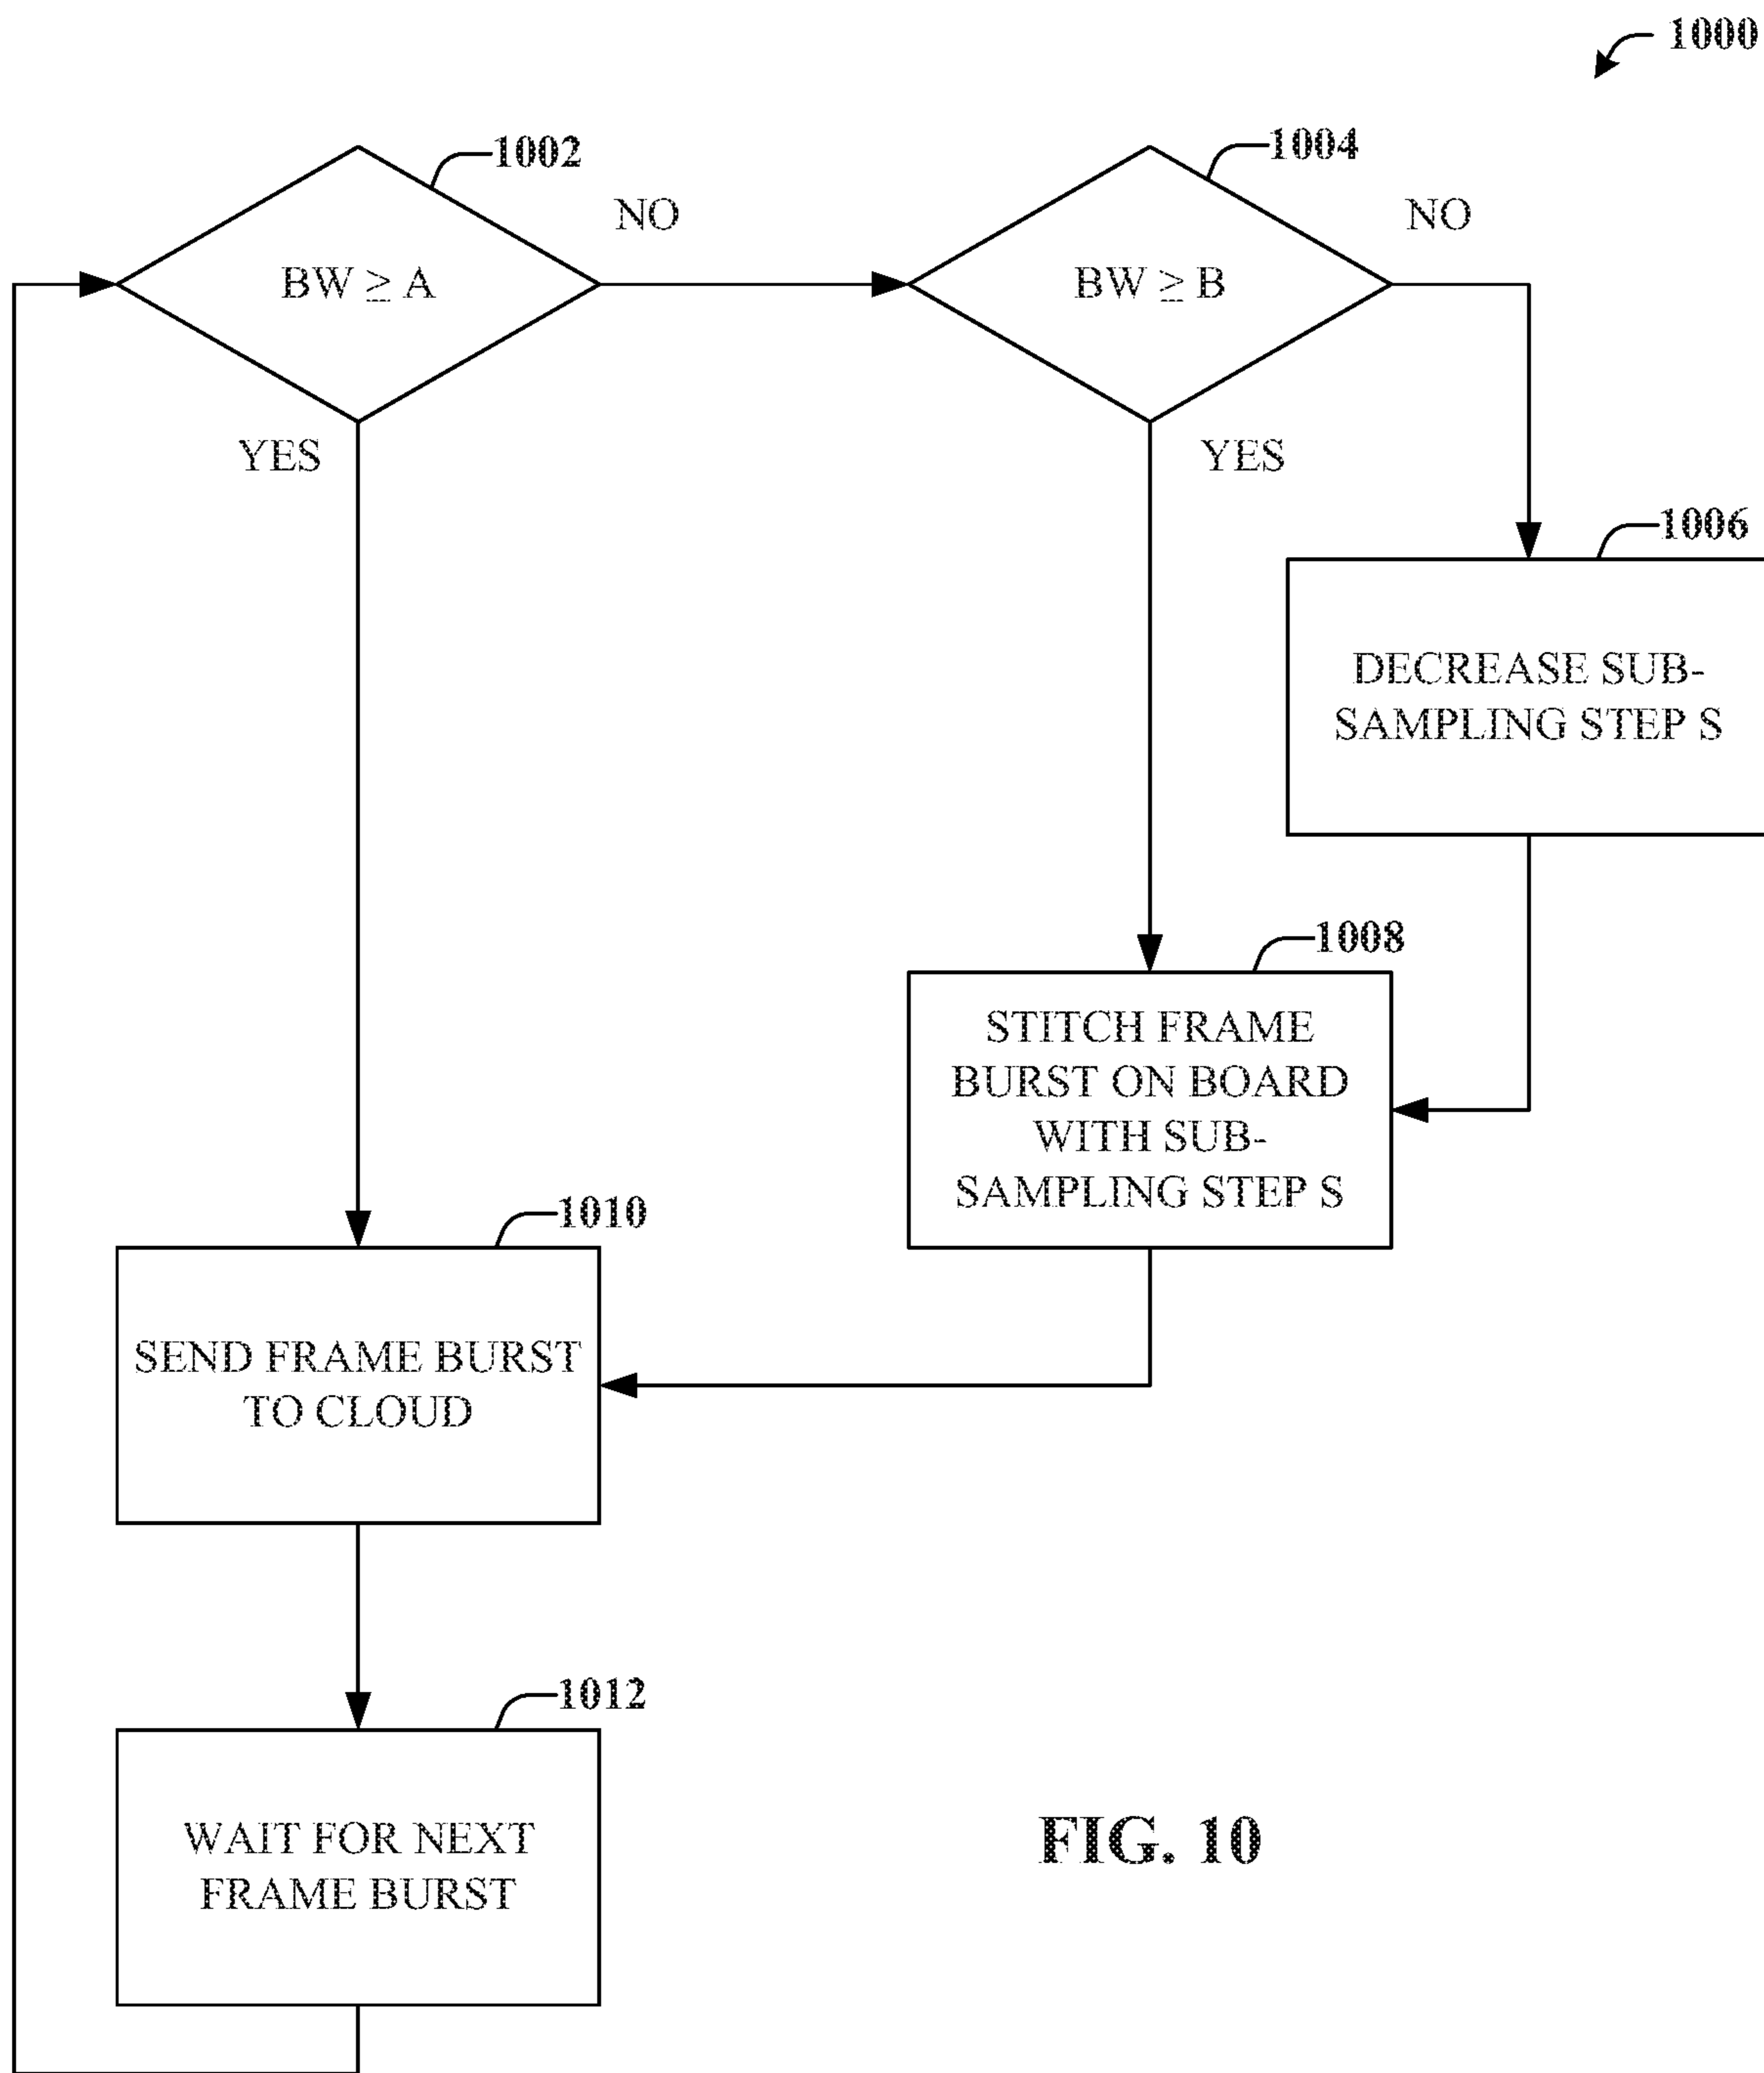 1000
1002
1004
NO
NO
BW ≥ A
BW ≥ B
YES
YES
1006
DECREASE SUB-
SAMPLING STEP S
1008
STITCH FRAME
BURST ON BOARD
WITH SUB-
SAMPLING STEP S
1010
SEND FRAME BURST
TO CLOUD
1012
WAIT FOR NEXT
FRAME BURST
FIG. 10